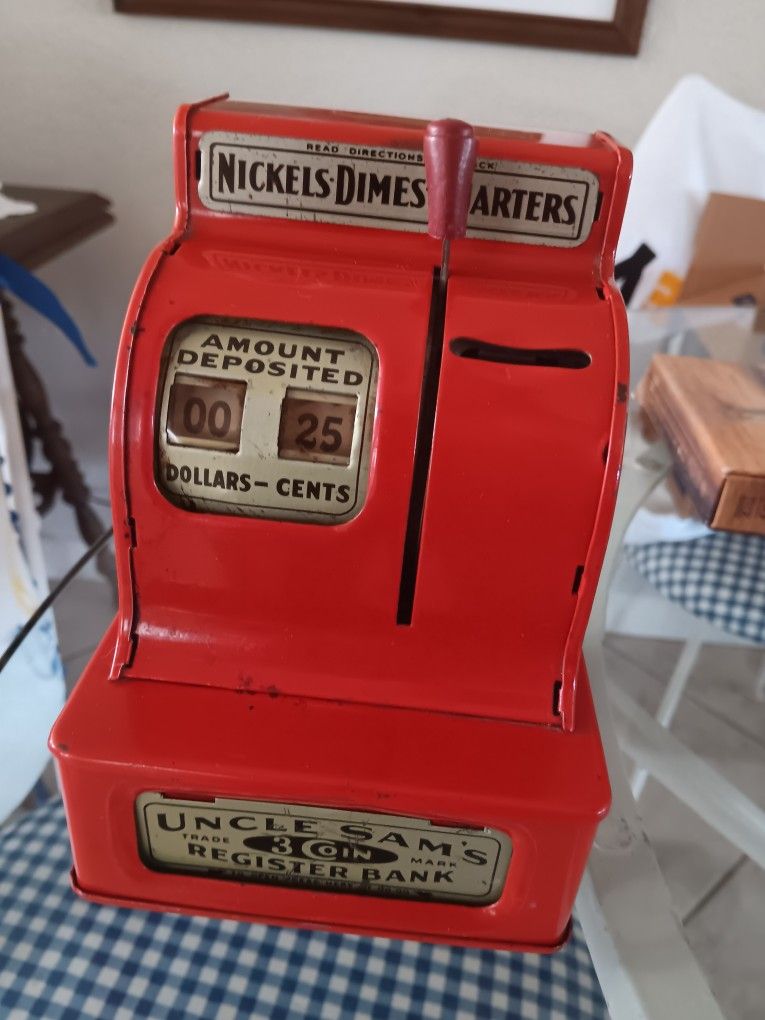 READ DIRECTIONS
NICKELS·DIMES ARTERS
AMOUNT
DEPOSITED
00 25
DOLLARS–CENTS
UNCLE SAM'S
TRADE 3 COIN MARK
REGISTER BANK